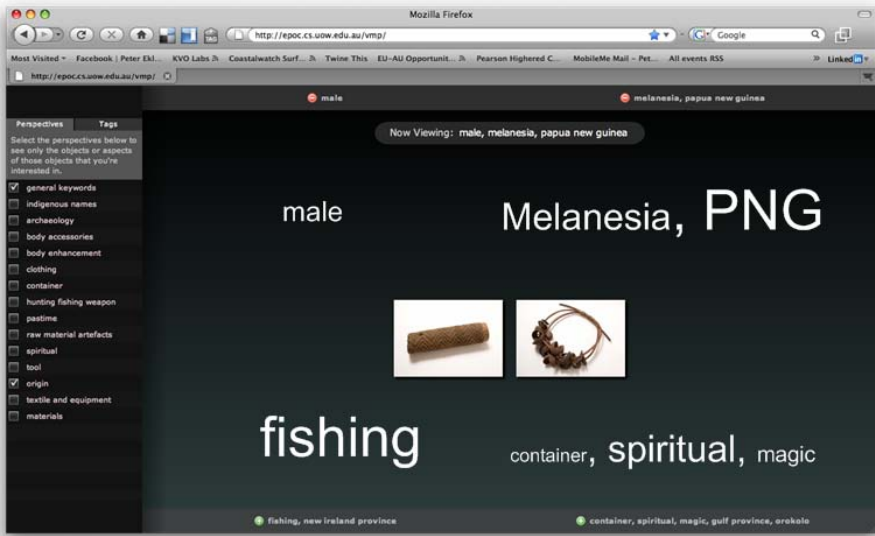 Mozilla Firefox
http://epoc.cs.uow.edu.au/vmp/
Google
Most Visited Facebook | Peter Ekl... KVO Labs Coastalwatch Surf... Twine This EU-AU Opportunit... Pearson Highered C... MobileMe Mail - Pet... All events RSS » Linked in
http://epoc.cs.uow.edu.au/vmp/
male melanesia, papua new guinea
Perspectives Tags
Now Viewing: male, melanesia, papua new guinea
Select the perspectives below to
see only the objects or aspects
of those objects that you're
interested in.
general keywords
indigenous names
archaeology
body accessories
body enhancement
clothing
container
hunting fishing weapon
pastime
raw material artefacts
spiritual
tool
origin
textile and equipment
materials
male
Melanesia, PNG
fishing
container, spiritual, magic
fishing, new ireland province
container, spiritual, magic, gulf province, orokolo